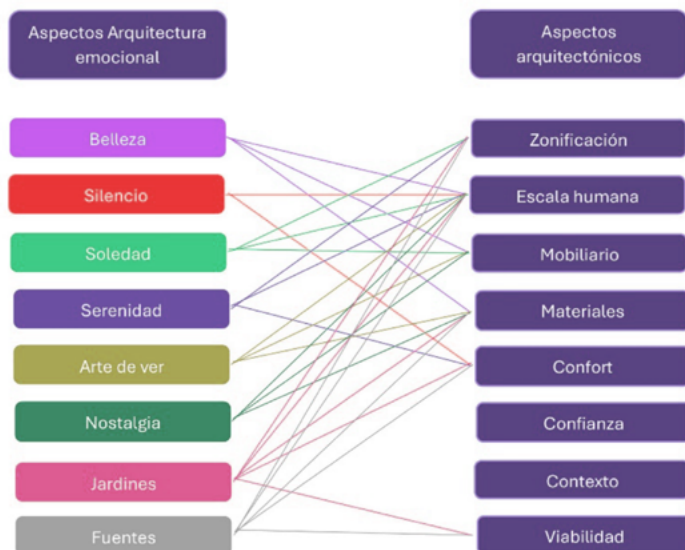 Aspectos Arquitectura
emocional
Aspectos
arquitectónicos
Belleza
Zonificación
Silencio
Escala humana
Soledad
Mobiliario
Serenidad
Materiales
Arte de ver
Confort
Nostalgia
Confianza
Jardines
Contexto
Fuentes
Viabilidad